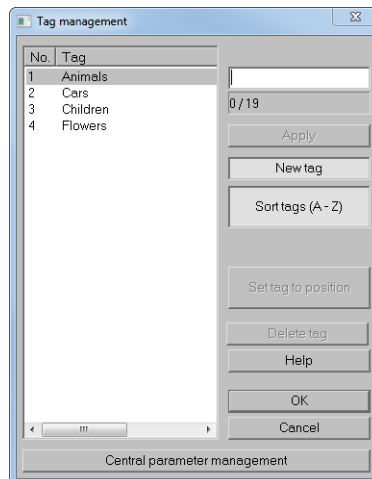 Tag management
No. Tag
1 Animals
2 Cars
3 Children
4 Flowers
0 / 19
Apply
New tag
Sort tags (A - Z)
Set tag to position
Delete tag
Help
OK
Cancel
Central parameter management